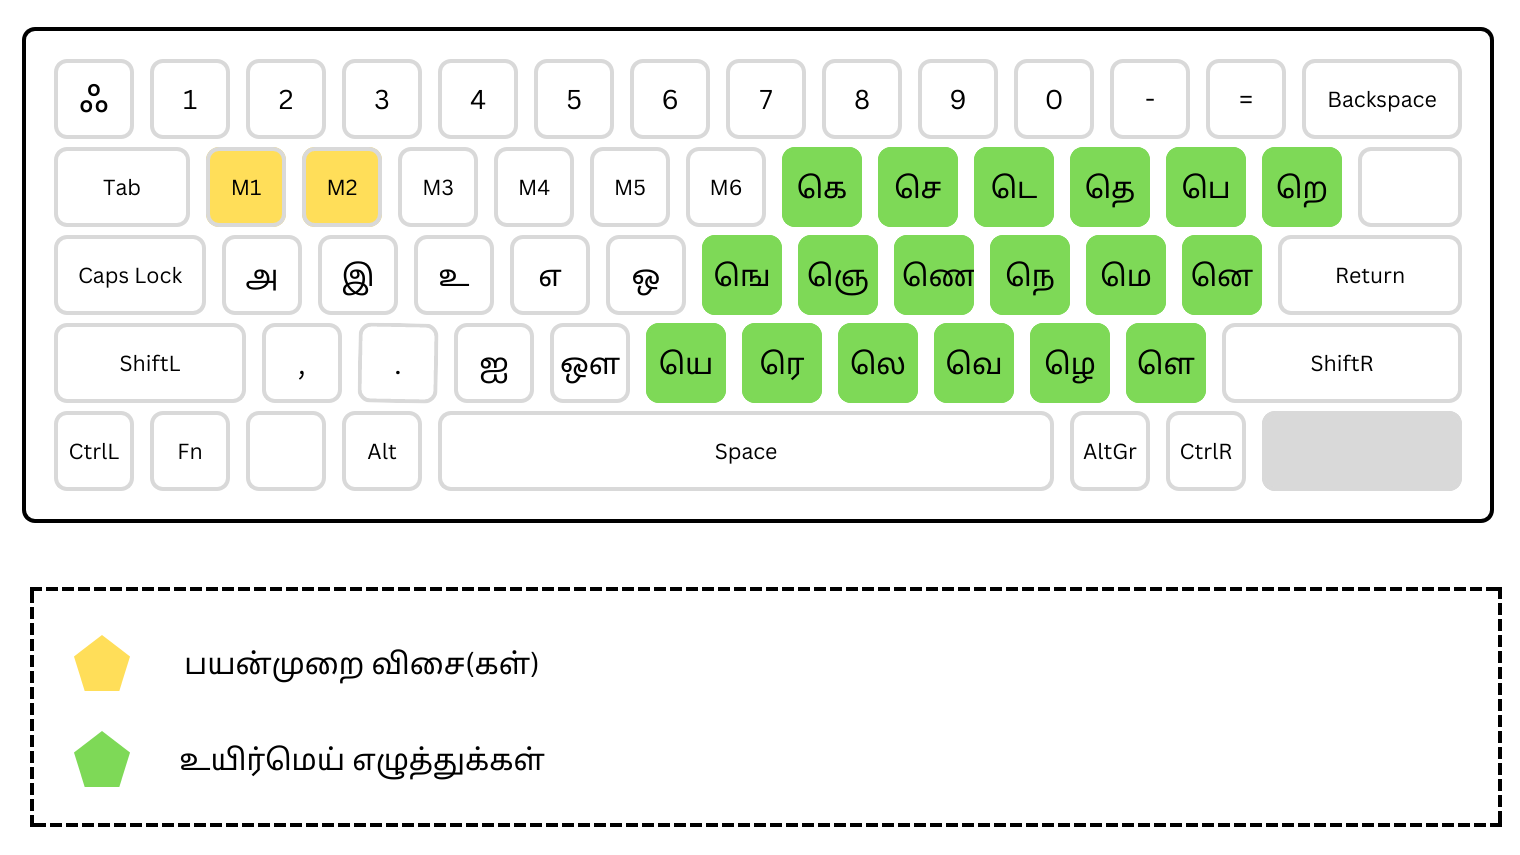 ஃ 1 2 3 4 5 6 7 8 9 0 - = Backspace
Tab M1 M2 M3 M4 M5 M6 கெ செ டெ தெ பெ றெ
Caps Lock அ இ உ எ ஒ ஙெ ஞெ ணெ நெ மெ னெ Return
ShiftL , . ஐ ஔ யெ ரெ லெ வெ ழெ ளெ ShiftR
CtrlL Fn Alt Space AltGr CtrlR
பயன்முறை விசை(கள்)
உயிர்மெய் எழுத்துக்கள்